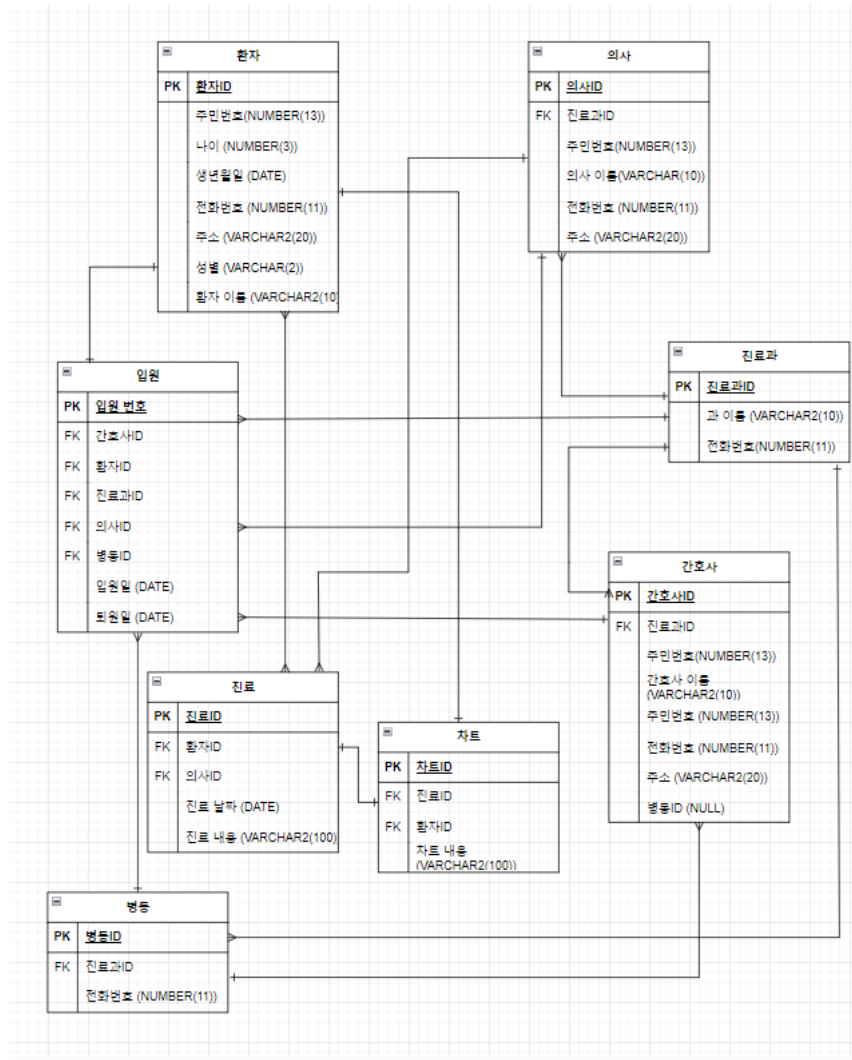 환자
PK 환자ID
주민번호(NUMBER(13))
나이 (NUMBER(3))
생년월일 (DATE)
전화번호 (NUMBER(11))
주소 (VARCHAR2(20))
성별 (VARCHAR(2))
환자 이름 (VARCHAR2(10)
의사
PK 의사ID
FK 진료과ID
주민번호(NUMBER(13))
의사 이름(VARCHAR(10))
전화번호 (NUMBER(11))
주소 (VARCHAR2(20))
진료과
PK 진료과ID
과 이름 (VARCHAR2(10))
전화번호(NUMBER(11))
입원
PK 입원 번호
FK 간호사ID
FK 환자ID
FK 진료과ID
FK 의사ID
FK 병동ID
입원일 (DATE)
퇴원일 (DATE)
간호사
PK 간호사ID
FK 진료과ID
주민번호(NUMBER(13))
간호사 이름
(VARCHAR2(10))
주민번호 (NUMBER(13))
전화번호 (NUMBER(11))
주소 (VARCHAR2(20))
병동ID (NULL)
진료
PK 진료ID
FK 환자ID
FK 의사ID
진료 날짜 (DATE)
진료 내용 (VARCHAR2(100)
차트
PK 차트ID
FK 진료ID
FK 환자ID
차트 내용
(VARCHAR2(100))
병동
PK 병동ID
FK 진료과ID
전화번호 (NUMBER(11))